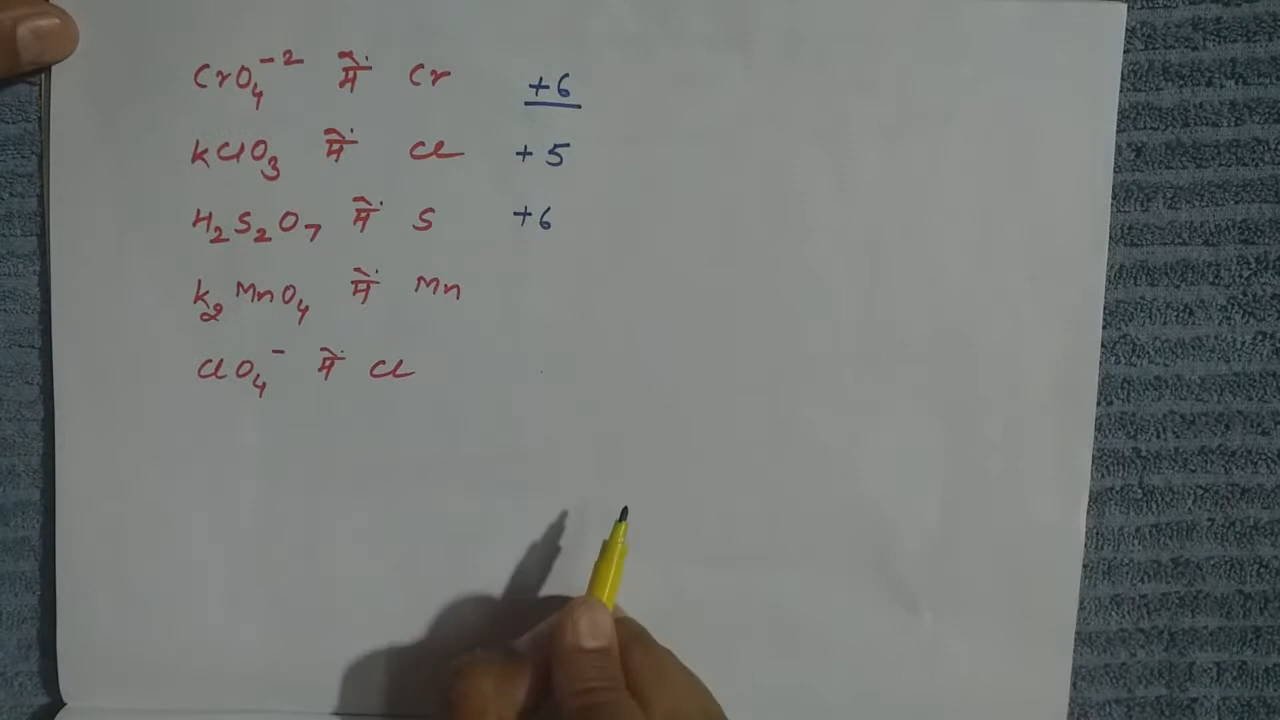 CrO₄⁻² में Cr +6
KClO₃ में Cl +5
H₂S₂O₇ में S +6
K₂MnO₄ में Mn
ClO₄⁻ में Cl